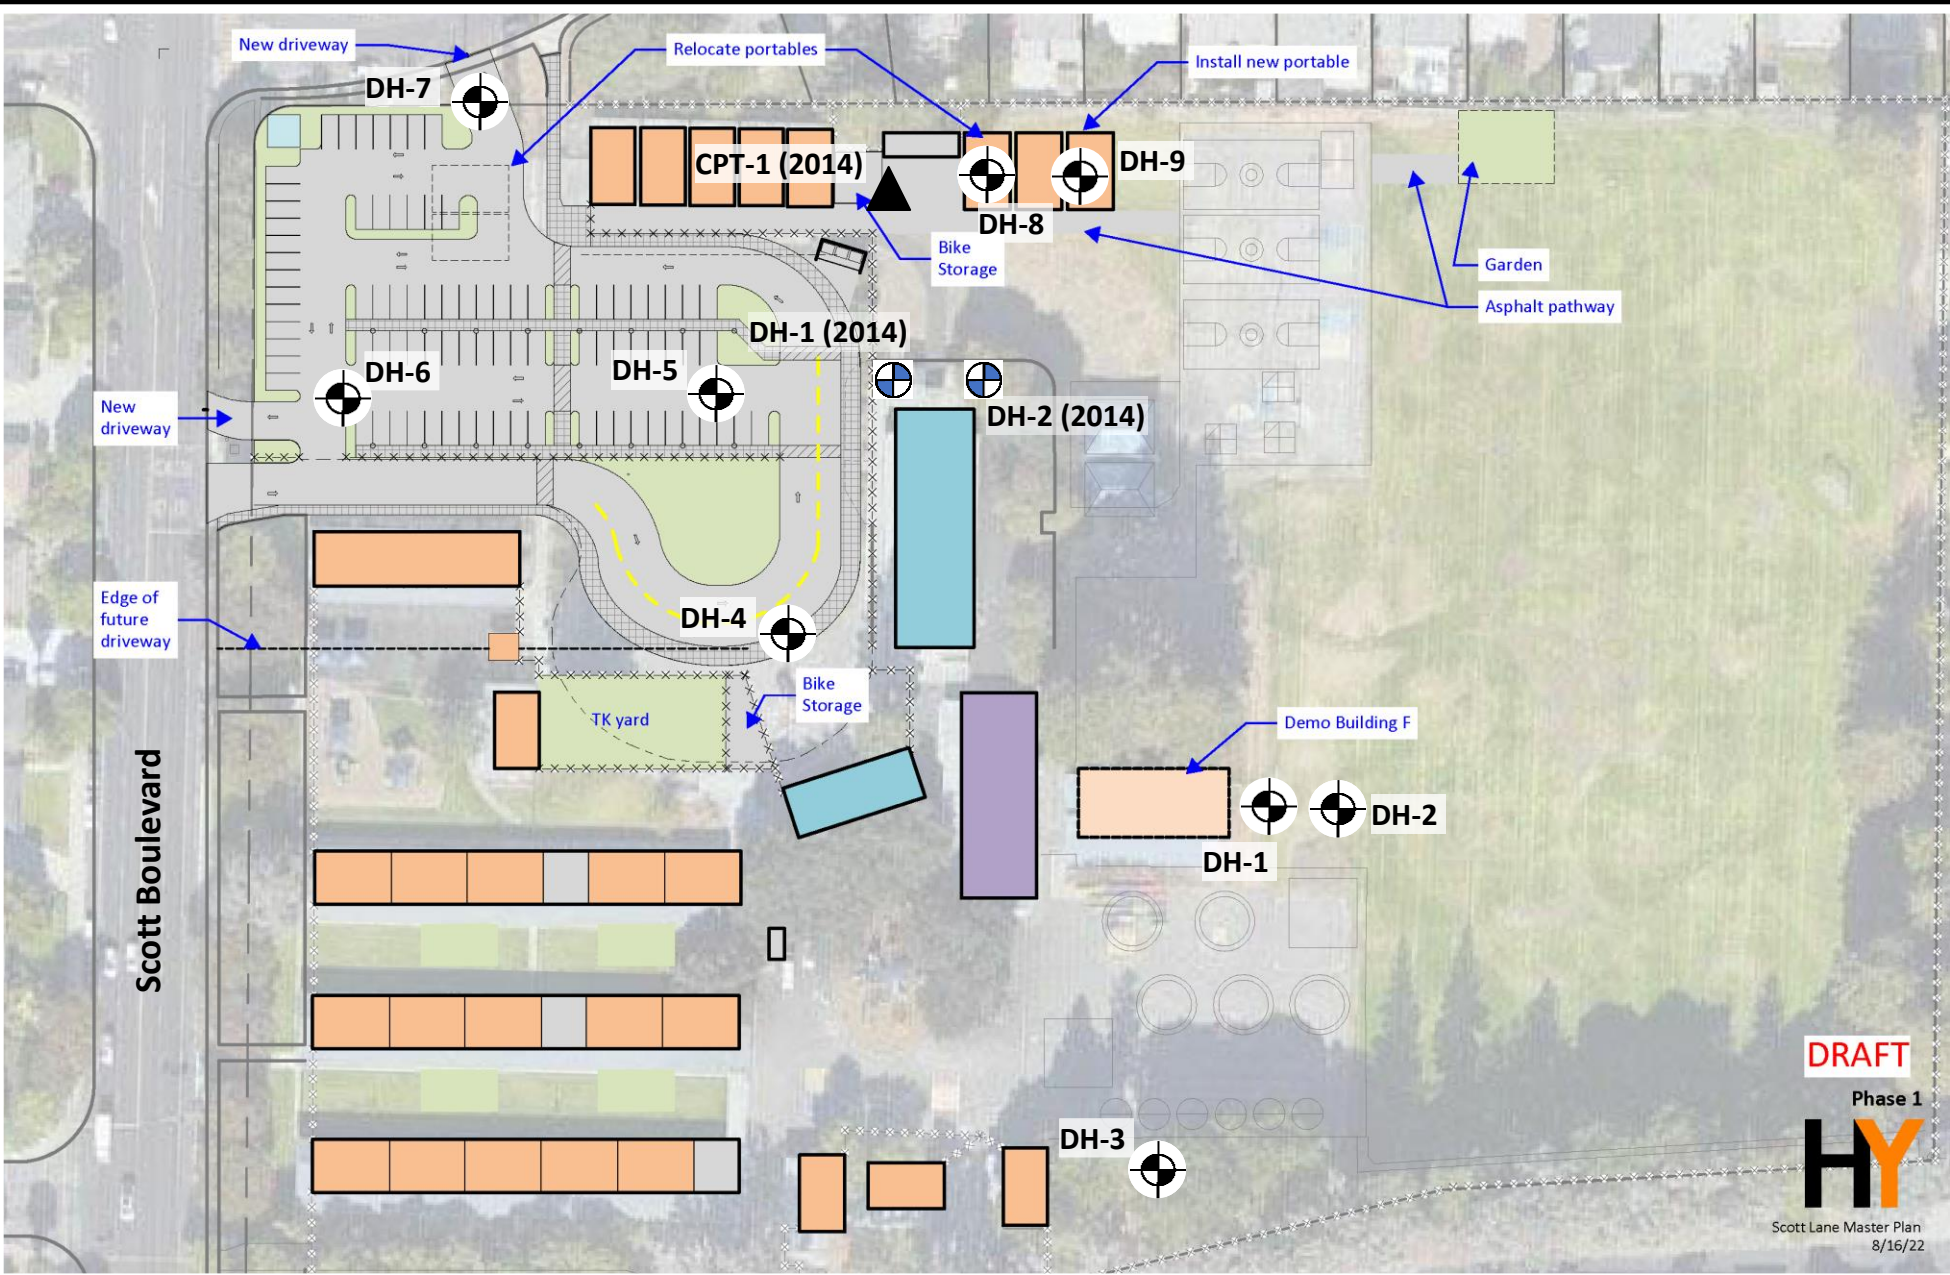 New driveway
Relocate portables
Install new portable
DH-7
CPT-1 (2014)
DH-9
DH-8
Bike
Storage
Garden
Asphalt pathway
DH-1 (2014)
DH-6
DH-5
New
driveway
DH-2 (2014)
Edge of
future
driveway
DH-4
Bike
Storage
TK yard
Demo Building F
DH-2
DH-1
Scott Boulevard
DH-3
DRAFT
Phase 1
HY
Scott Lane Master Plan
8/16/22